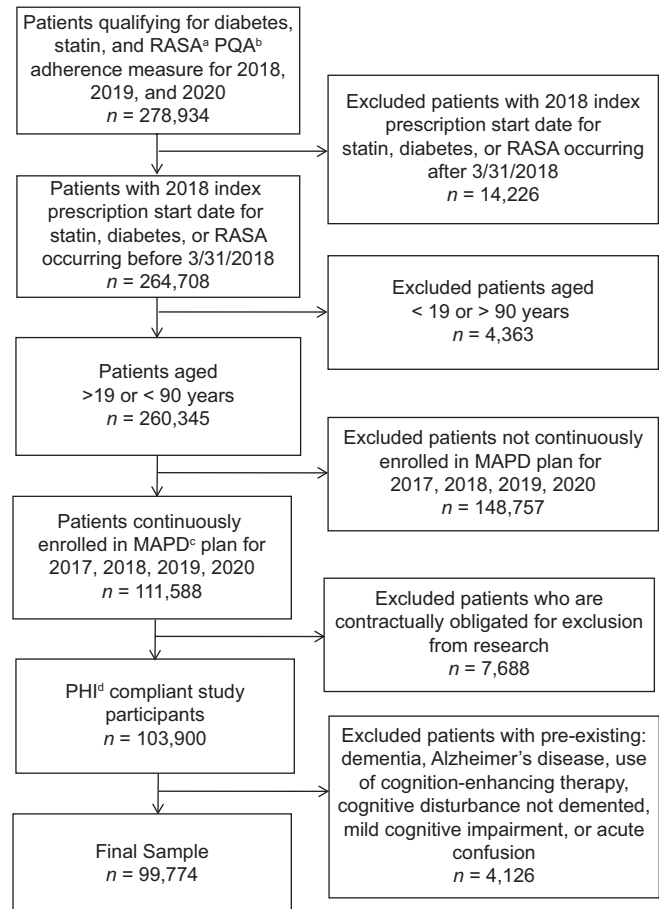 Patients qualifying for diabetes,
statin, and RASAᵃ PQAᵇ
adherence measure for 2018,
2019, and 2020
n = 278,934
Excluded patients with 2018 index
prescription start date for
statin, diabetes, or RASA occurring
after 3/31/2018
n = 14,226
Patients with 2018 index
prescription start date for
statin, diabetes, or RASA
occurring before 3/31/2018
n = 264,708
Excluded patients aged
< 19 or > 90 years
n = 4,363
Patients aged
>19 or < 90 years
n = 260,345
Excluded patients not continuously
enrolled in MAPD plan for
2017, 2018, 2019, 2020
n = 148,757
Patients continuously
enrolled in MAPDᶜ plan for
2017, 2018, 2019, 2020
n = 111,588
Excluded patients who are
contractually obligated for exclusion
from research
n = 7,688
PHIᵈ compliant study
participants
n = 103,900
Excluded patients with pre-existing:
dementia, Alzheimer's disease, use
of cognition-enhancing therapy,
cognitive disturbance not demented,
mild cognitive impairment, or acute
confusion
n = 4,126
Final Sample
n = 99,774